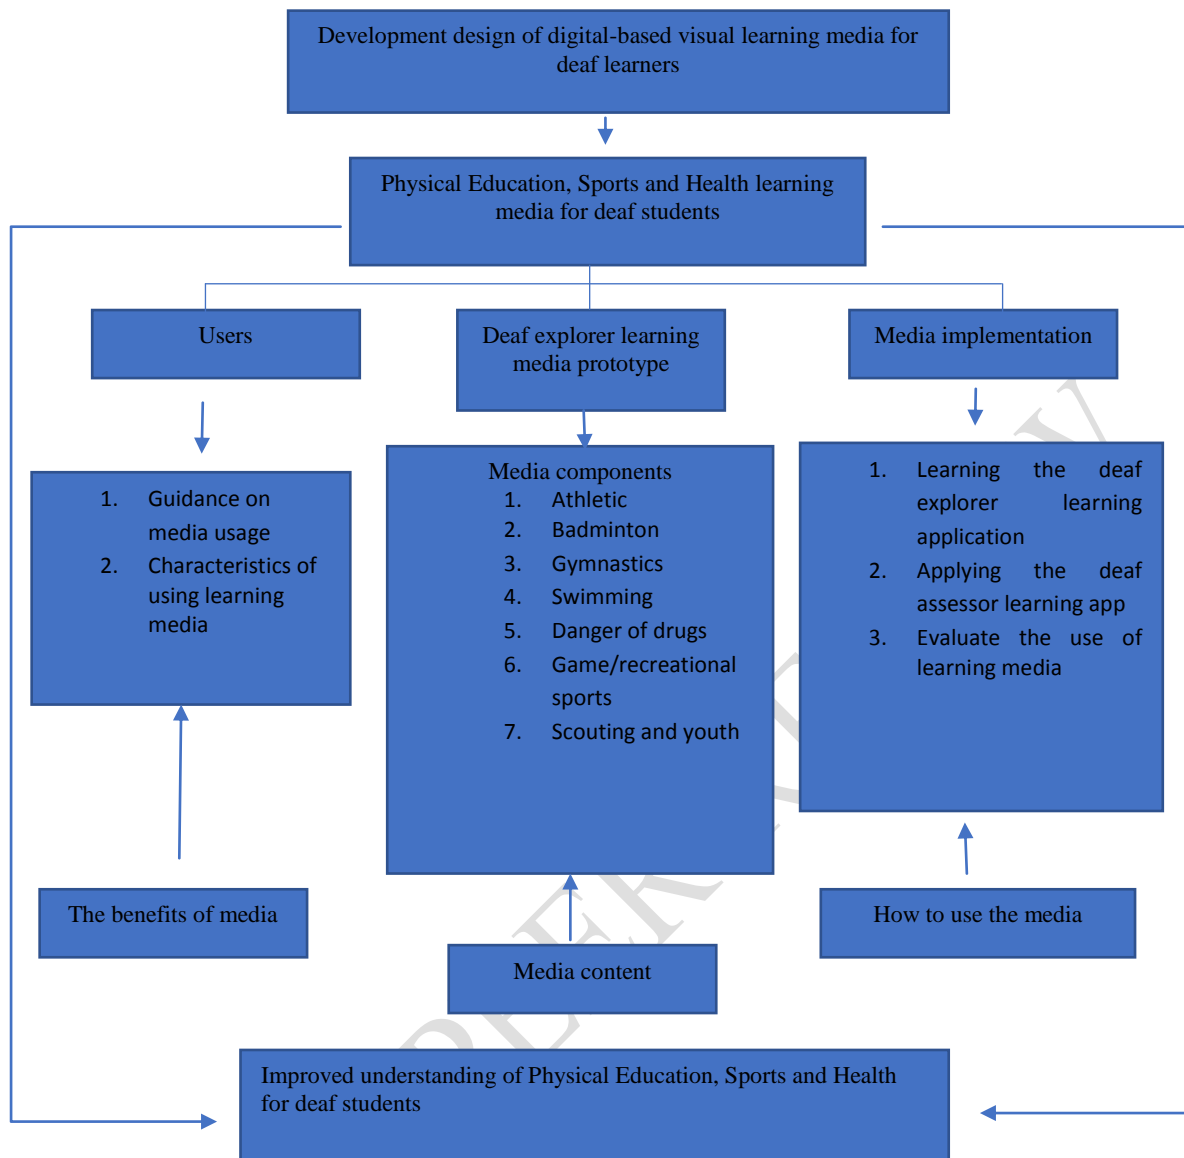 Development design of digital-based visual learning media for
deaf learners
Physical Education, Sports and Health learning
media for deaf students
Users
Deaf explorer learning
media prototype
Media implementation
1. Guidance on
media usage
2. Characteristics of
using learning
media
Media components
1. Athletic
2. Badminton
3. Gymnastics
4. Swimming
5. Danger of drugs
6. Game/recreational
sports
7. Scouting and youth
1. Learning the deaf
explorer learning
application
2. Applying the deaf
assessor learning app
3. Evaluate the use of
learning media
The benefits of media
Media content
How to use the media
Improved understanding of Physical Education, Sports and Health
for deaf students